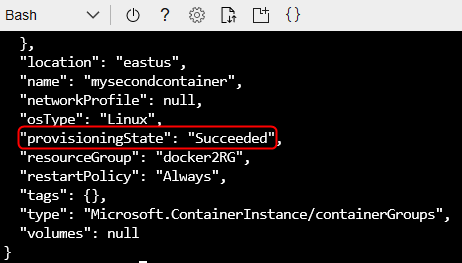 Bash
},
"location": "eastus",
"name": "mysecondcontainer",
"networkProfile": null,
"osType": "Linux",
"provisioningState": "Succeeded",
"resourceGroup": "docker2RG",
"restartPolicy": "Always",
"tags": {},
"type": "Microsoft.ContainerInstance/containerGroups",
"volumes": null
}